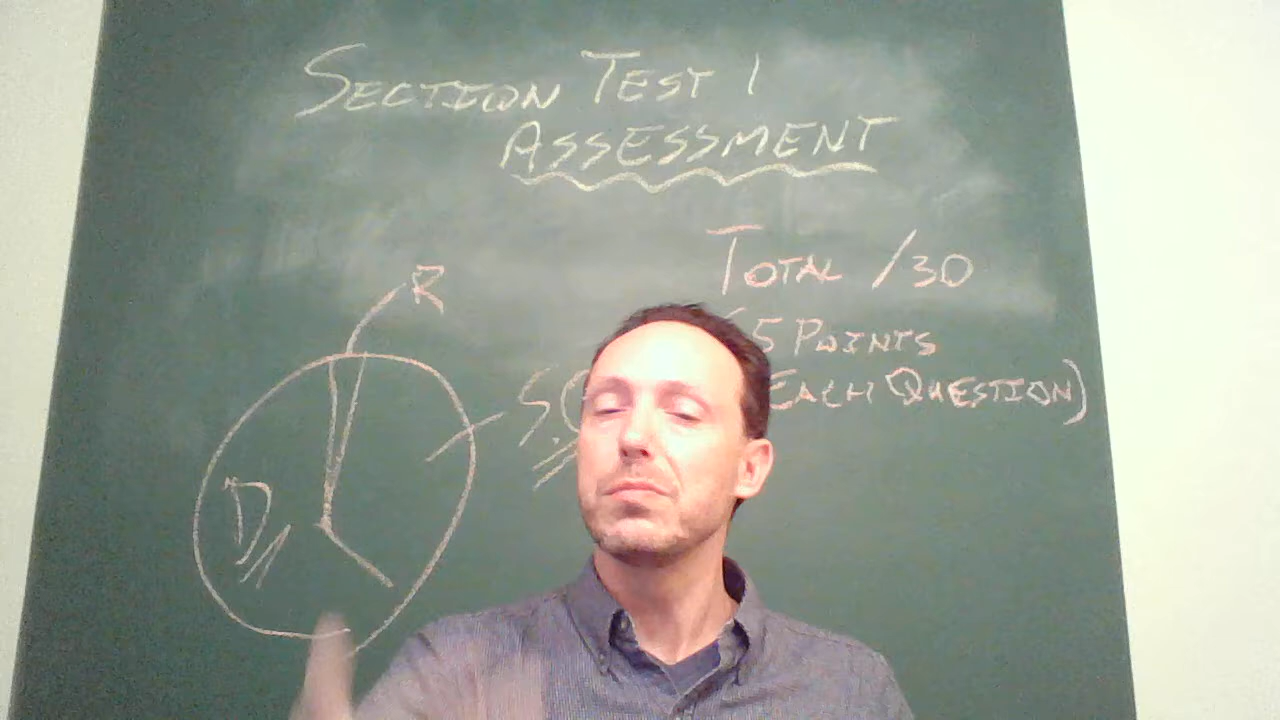 SECTION TEST 1
ASSESSMENT
TOTAL /30
5 POINTS
EACH QUESTION)
R
S.
D